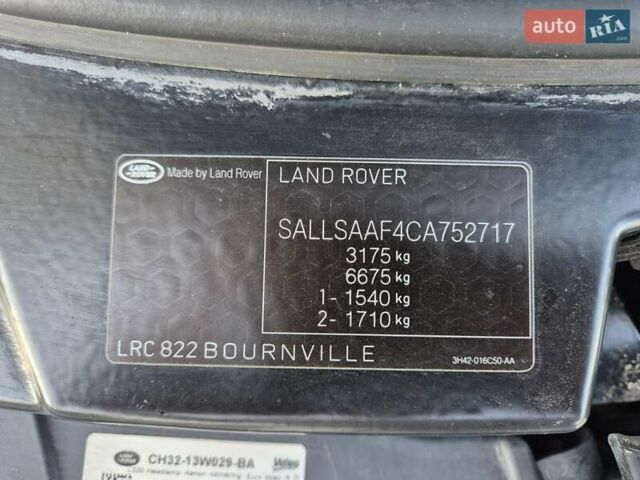 auto RIA
.com
LAND ROVER
Made by Land Rover
LAND ROVER
SALLSAAF4CA752717
3175 kg
6675 kg
1- 1540 kg
2- 1710 kg
LRC 822 BOURNVILLE
3H42-016C50-AA
CH32-13W029-BA
Valeo